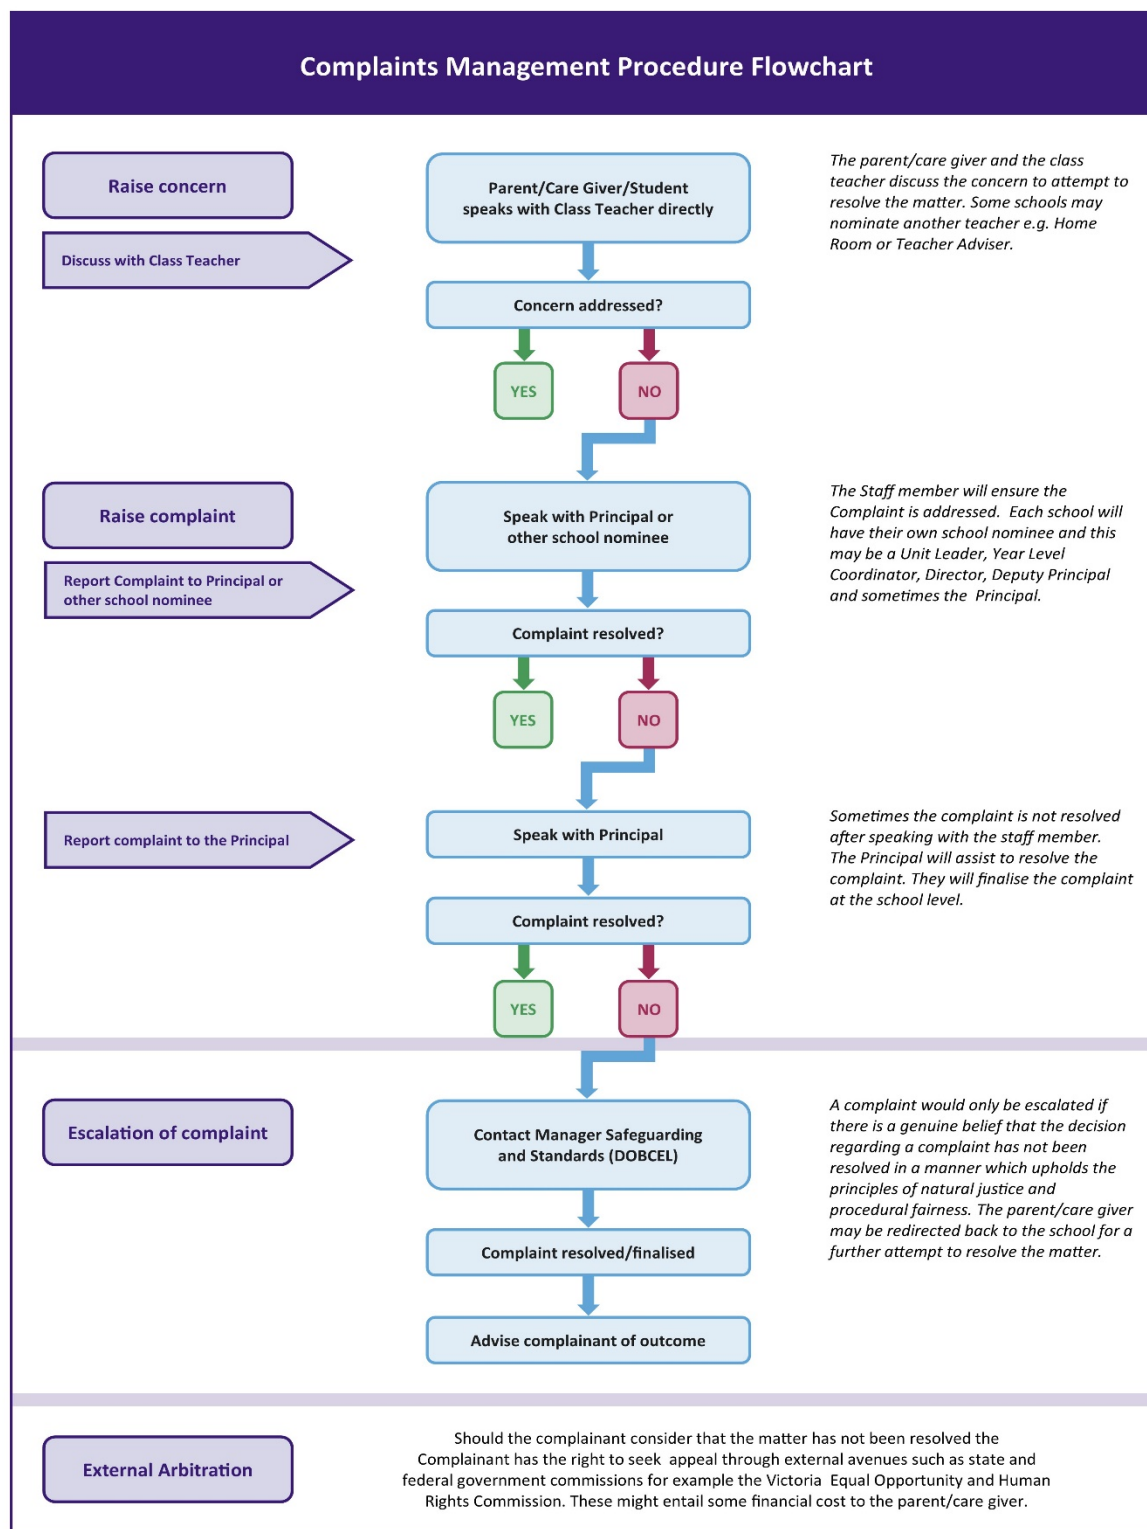 Complaints Management Procedure Flowchart
Raise concern
Discuss with Class Teacher
Parent/Care Giver/Student
speaks with Class Teacher directly
The parent/care giver and the class
teacher discuss the concern to attempt to
resolve the matter. Some schools may
nominate another teacher e.g. Home
Room or Teacher Adviser.
Concern addressed?
YES
NO
Raise complaint
Report Complaint to Principal or
other school nominee
Speak with Principal or
other school nominee
The Staff member will ensure the
Complaint is addressed.  Each school will
have their own school nominee and this
may be a Unit Leader, Year Level
Coordinator, Director, Deputy Principal
and sometimes the  Principal.
Complaint resolved?
YES
NO
Report complaint to the Principal
Speak with Principal
Sometimes the complaint is not resolved
after speaking with the staff member.
The Principal will assist to resolve the
complaint. They will finalise the complaint
at the school level.
Complaint resolved?
YES
NO
Escalation of complaint
Contact Manager Safeguarding
and Standards (DOBCEL)
A complaint would only be escalated if
there is a genuine belief that the decision
regarding a complaint has not been
resolved in a manner which upholds the
principles of natural justice and
procedural fairness. The parent/care giver
may be redirected back to the school for a
further attempt to resolve the matter.
Complaint resolved/finalised
Advise complainant of outcome
External Arbitration
Should the complainant consider that the matter has not been resolved the
Complainant has the right to seek  appeal through external avenues such as state and
federal government commissions for example the Victoria  Equal Opportunity and Human
Rights Commission. These might entail some financial cost to the parent/care giver.